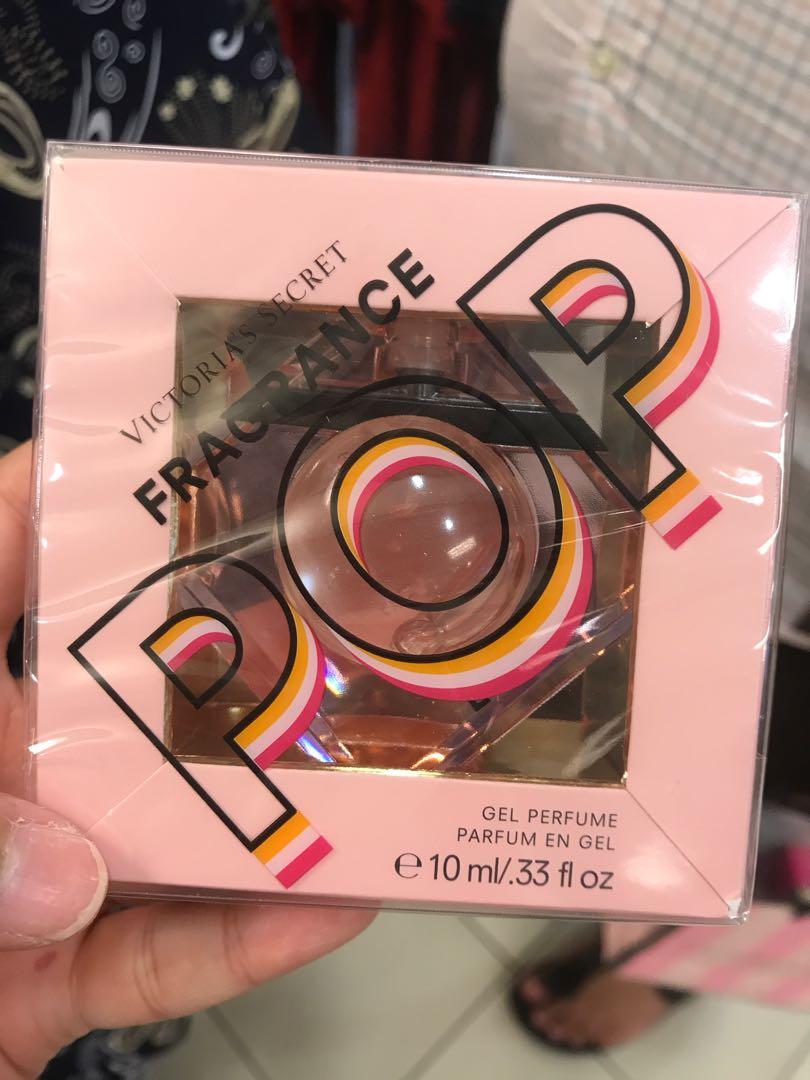 VICTORIA'S SECRET
FRAGRANCE
POP
GEL PERFUME
PARFUM EN GEL
℮ 10 ml/.33 fl oz